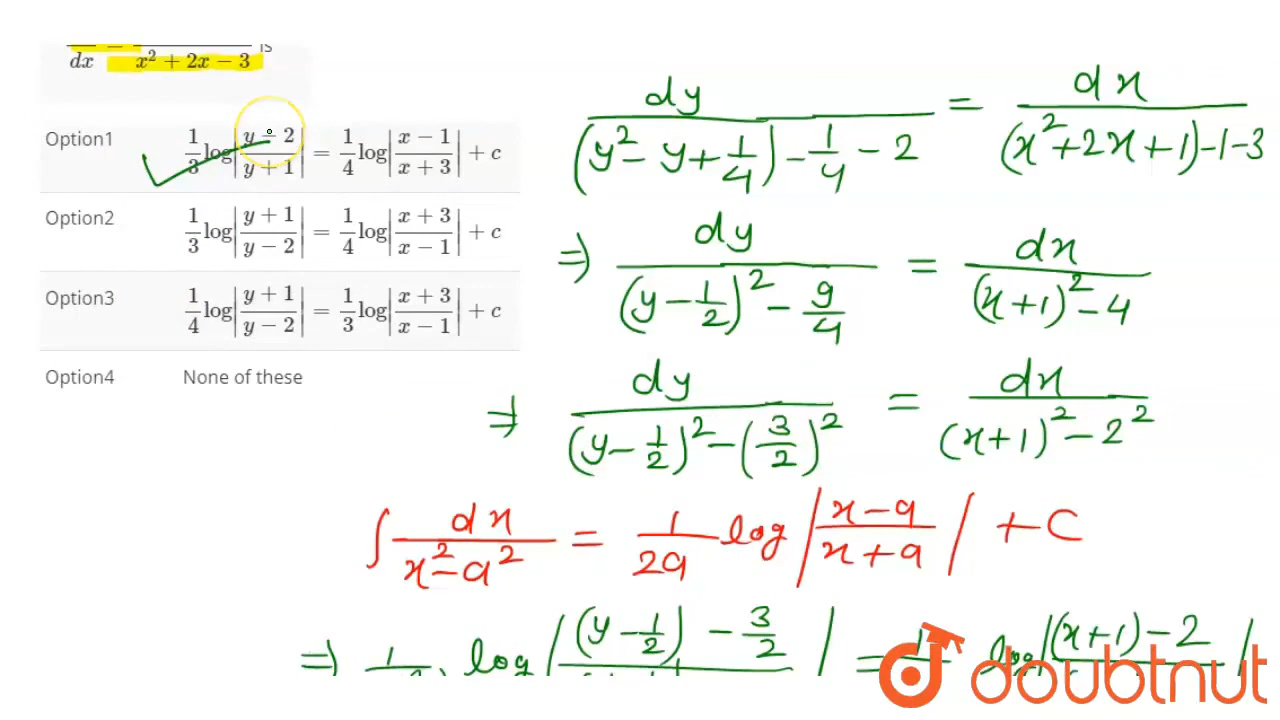 dx x² + 2x − 3 is
Option1 1/3 log|(y − 2)/(y + 1)| = 1/4 log|(x − 1)/(x + 3)| + c
Option2 1/3 log|(y + 1)/(y − 2)| = 1/4 log|(x + 3)/(x − 1)| + c
Option3 1/4 log|(y + 1)/(y − 2)| = 1/3 log|(x + 3)/(x − 1)| + c
Option4 None of these
dy/((y² − y + 1/4) − 1/4 − 2) = dx/((x² + 2x + 1) − 1 − 3)
⇒ dy/((y − 1/2)² − 9/4) = dx/((x + 1)² − 4)
⇒ dy/((y − 1/2)² − (3/2)²) = dx/((x + 1)² − 2²)
∫ dx/(x² − a²) = 1/2a log|(x − a)/(x + a)| + C
⇒ 1 log|(y − 1/2) − 3/2 | = 1 log|(x + 1) − 2 |
doubtnut